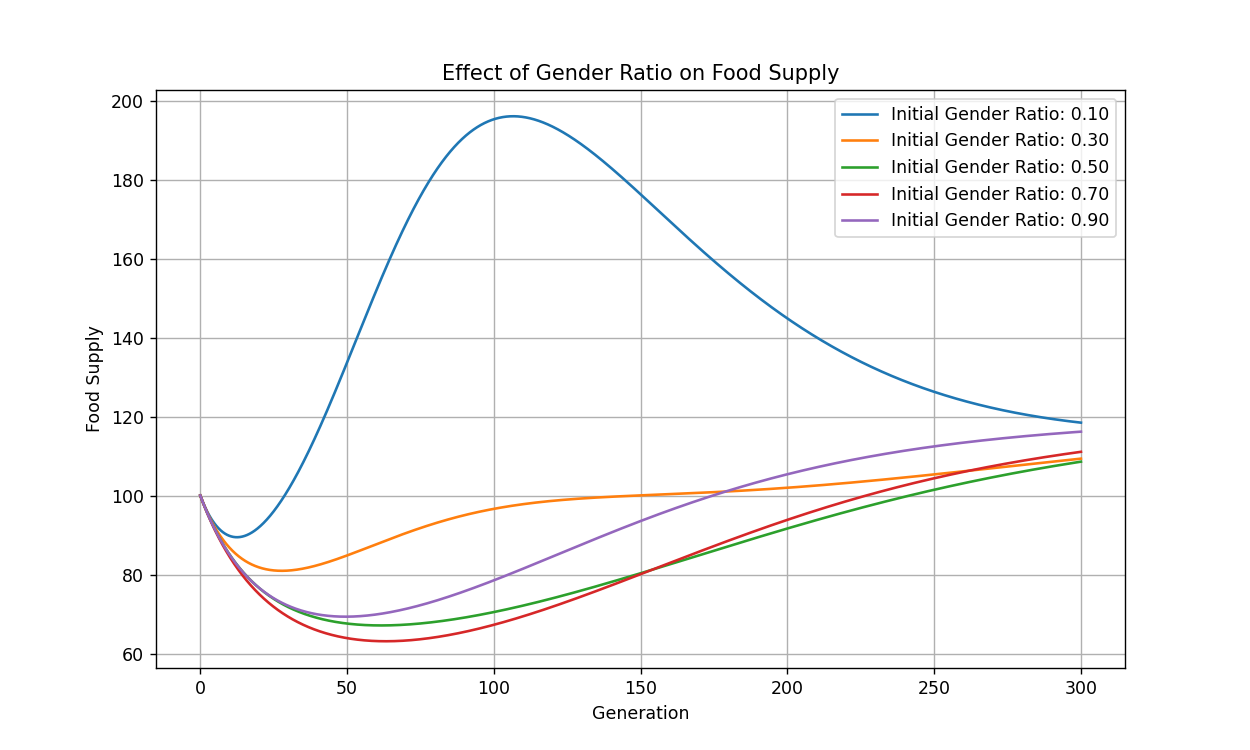 Effect of Gender Ratio on Food Supply
200
180
160
140
120
100
80
60
Food Supply
Initial Gender Ratio: 0.10
Initial Gender Ratio: 0.30
Initial Gender Ratio: 0.50
Initial Gender Ratio: 0.70
Initial Gender Ratio: 0.90
0 50 100 150 200 250 300
Generation